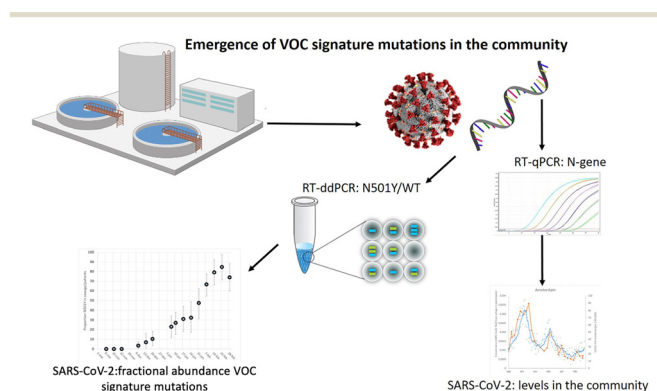 Emergence of VOC signature mutations in the community
RT-qPCR: N-gene
RT-ddPCR: N501Y/WT
SARS-CoV-2:fractional abundance VOC
signature mutations
SARS-CoV-2: levels in the community